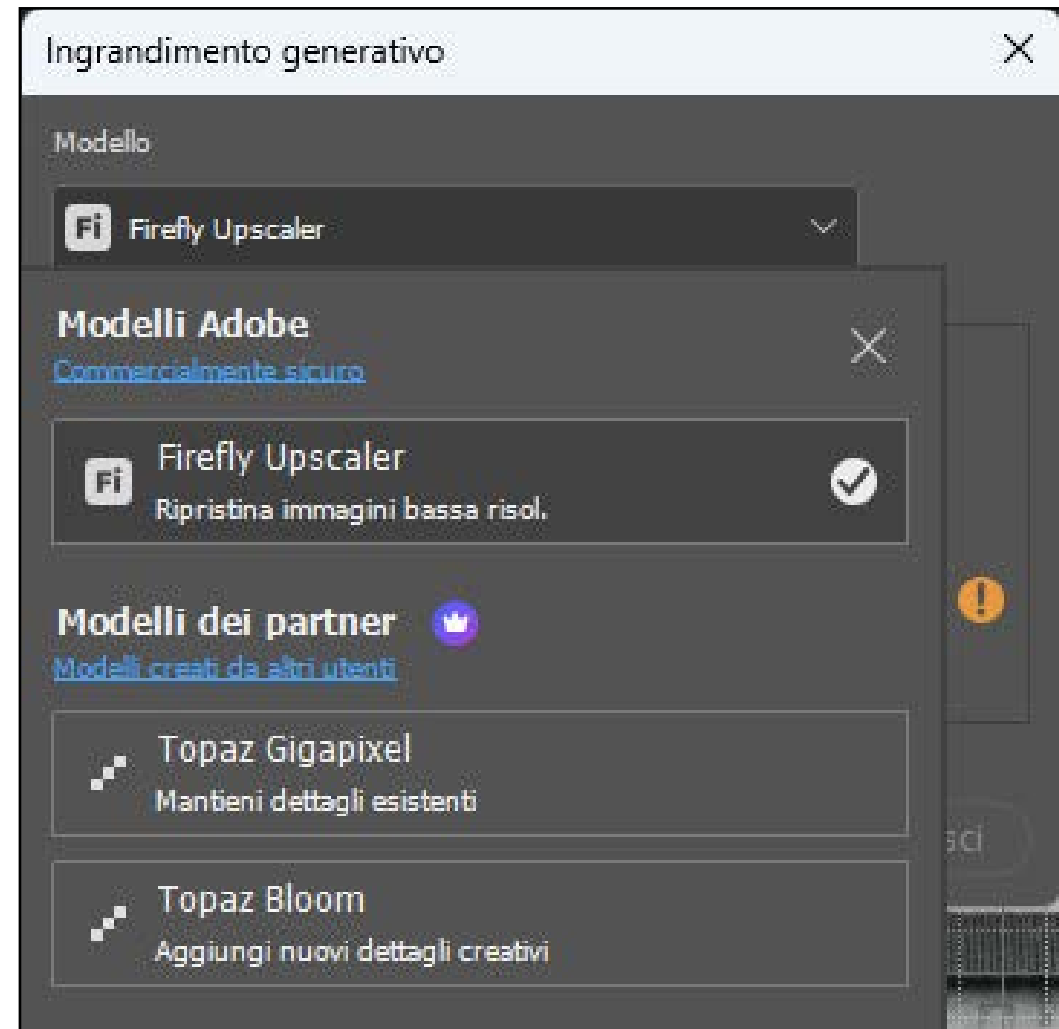 Ingrandimento generativo
Modello
Fi Firefly Upscaler
Modelli Adobe
Commercialmente sicuro
Fi Firefly Upscaler
Ripristina immagini bassa risol.
Modelli dei partner
Modelli creati da altri utenti
Topaz Gigapixel
Mantieni dettagli esistenti
sci
Topaz Bloom
Aggiungi nuovi dettagli creativi